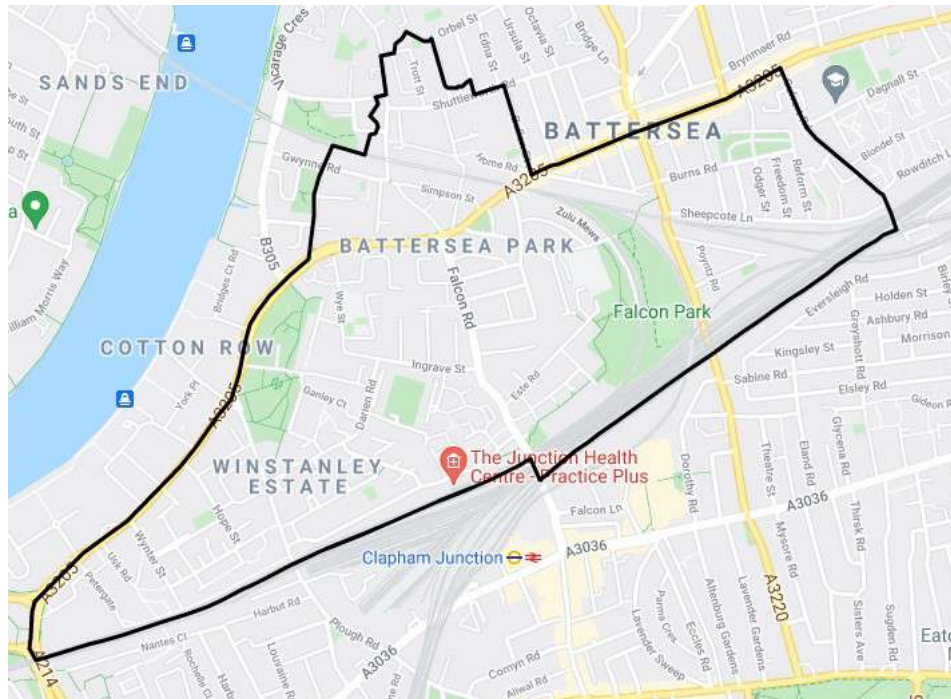 Orbel St
Edna St
Ursula St
Octavia St
Bridge Ln
Brynmaer Rd
Vicarage Cres
Trott St
A3205
Dagnall St
SANDS END
Shuttleworth Rd
BATTERSEA
Blondel St
Rowditch Ln
Gwynne Rd
Home Rd
A3205
Burns Rd
Reform St
Freedom St
Odger St
Simpson St
Sheepcote Ln
Zulu Mews
B305
BATTERSEA PARK
William Morris Way
Bridges Ct Rd
Poyntz Rd
Falcon Rd
Wye St
Eversleigh Rd
Holden St
Falcon Park
Ashbury Rd
Grayshott Rd
Morrison
COTTON ROW
Kingsley St
Ingrave St
Sabine Rd
York Pl
Ganley Ct
Darien Rd
Este Rd
Elsley Rd
Gideon R
A3205
Glycena Rd
WINSTANLEY
ESTATE
The Junction Health
Centre - Practice Plus
Dorothy Rd
Theatre St
Eland Rd
A3036
Hope St
Falcon Ln
Mysore Rd
Thirsk Rd
Wynter St
Usk Rd
Clapham Junction
A3036
A3205
Petergate
A3220
Harbut Rd
Parma Cres
Altenburg Gardens
Lavender Gardens
Sisters Ave
Sugden Rd
Nantes Cl
Plough Rd
Lavender Sweep
Eccles Rd
Eato
A214
Rochelle Cl
Louvaine Rd
A3036
Comyn Rd
Aliwal Rd